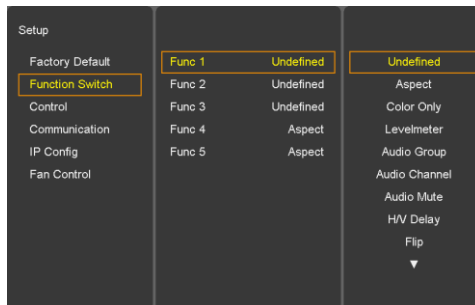 Setup
Factory Default
Function Switch
Control
Communication
IP Config
Fan Control
Func 1 Undefined
Func 2 Undefined
Func 3 Undefined
Func 4 Aspect
Func 5 Aspect
Undefined
Aspect
Color Only
Levelmeter
Audio Group
Audio Channel
Audio Mute
H/V Delay
Flip
▼